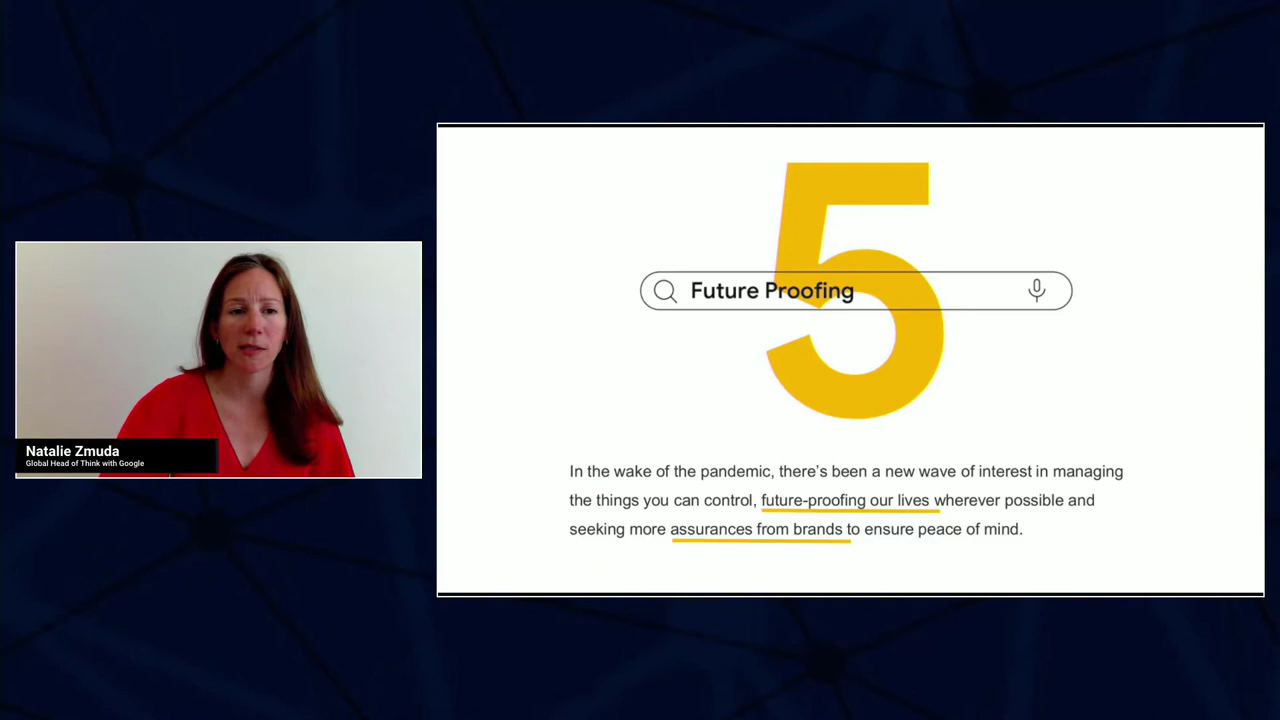 Natalie Zmuda
Global Head of Think with Google
5
Future Proofing
In the wake of the pandemic, there's been a new wave of interest in managing
the things you can control, future-proofing our lives wherever possible and
seeking more assurances from brands to ensure peace of mind.